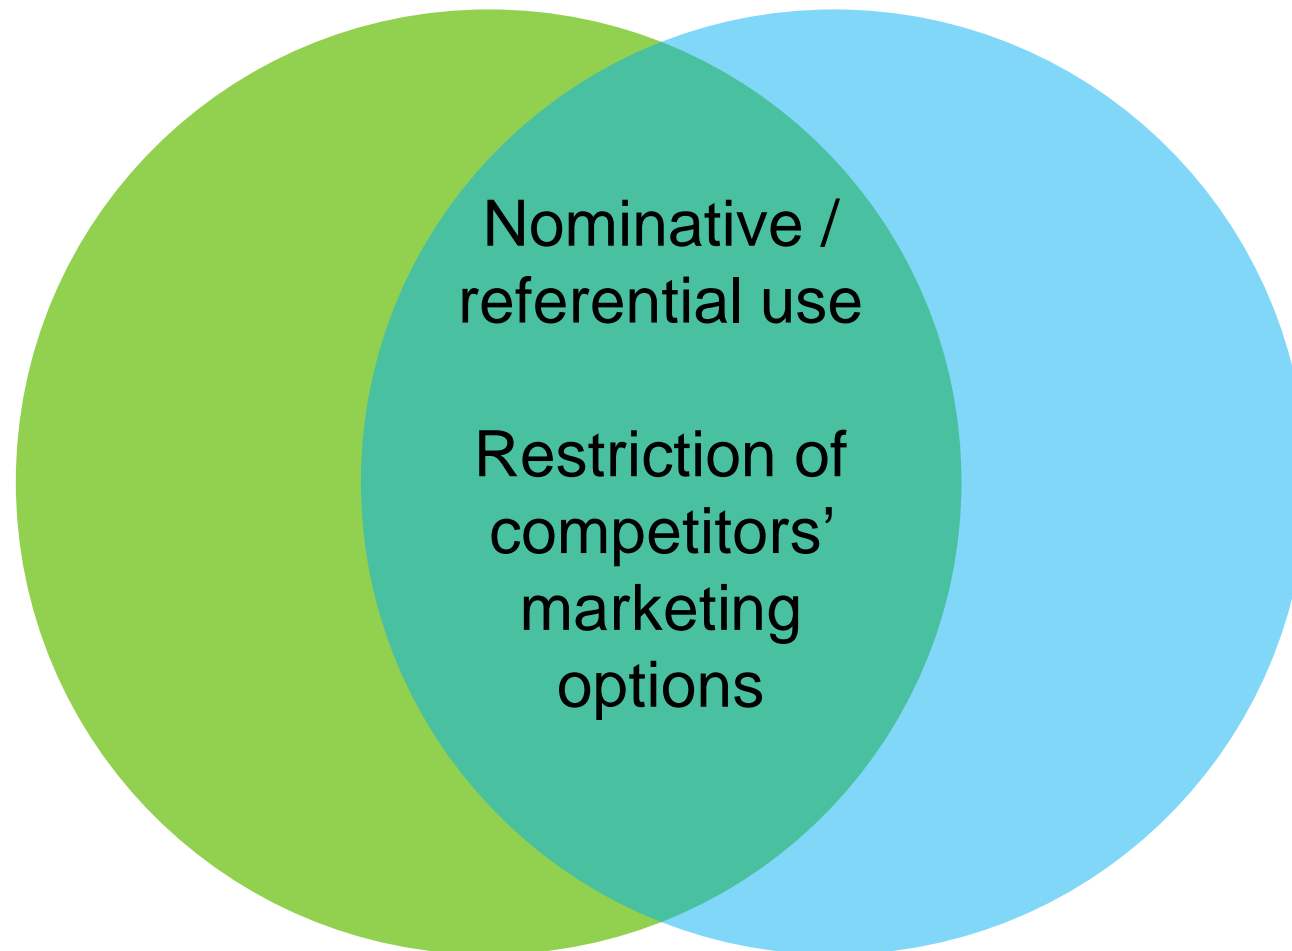 Nominative /
referential use
Restriction of
competitors’
marketing
options